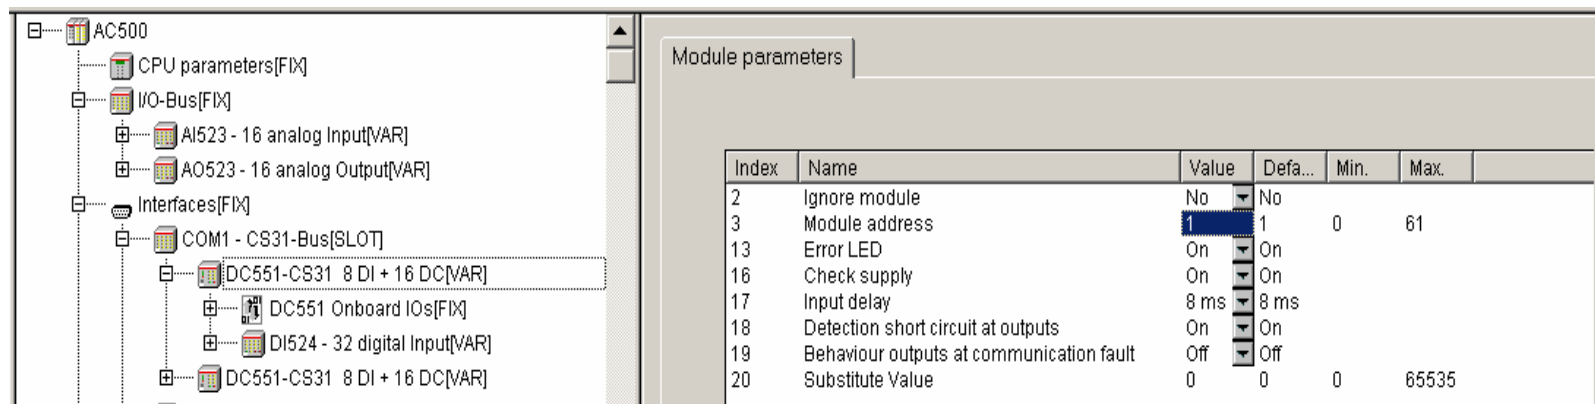 AC500
CPU parameters[FIX]
I/O-Bus[FIX]
AI523 - 16 analog Input[VAR]
AO523 - 16 analog Output[VAR]
Interfaces[FIX]
COM1 - CS31-Bus[SLOT]
DC551-CS31 8 DI + 16 DC[VAR]
DC551 Onboard IOs[FIX]
DI524 - 32 digital Input[VAR]
DC551-CS31 8 DI + 16 DC[VAR]
Module parameters
Index Name Value Defa... Min. Max.
2 Ignore module No No
3 Module address 1 1 0 61
13 Error LED On On
16 Check supply On On
17 Input delay 8 ms 8 ms
18 Detection short circuit at outputs On On
19 Behaviour outputs at communication fault Off Off
20 Substitute Value 0 0 0 65535